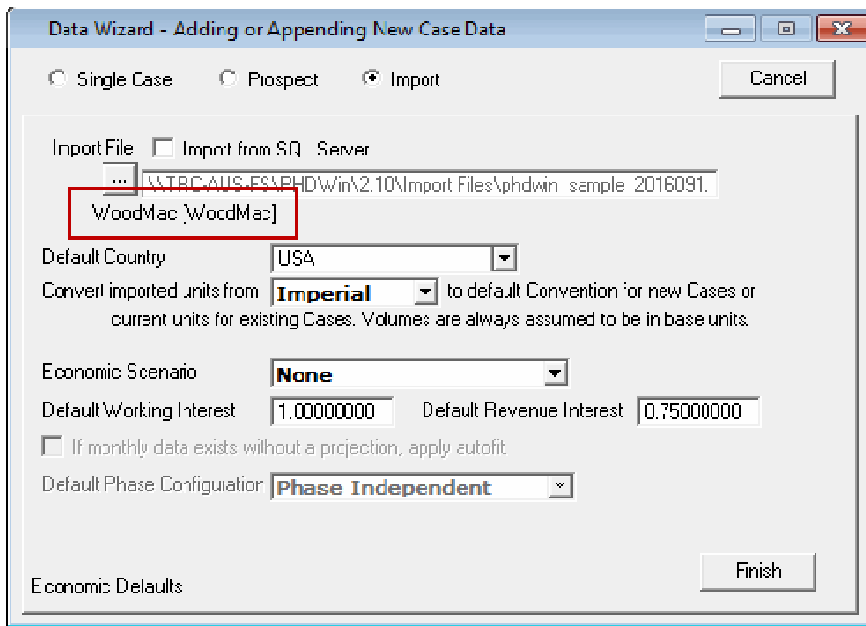 Data Wizard - Adding or Appending New Case Data
Single Case Prospect Import Cancel
Import File Import from SQL Server
... \\TRC-AUS-FS\PHDWin\2.10\Import Files\phdwin_sample_2016091.
WoodMac [WoodMac]
Default Country USA
Convert imported units from Imperial to default Convention for new Cases or
current units for existing Cases. Volumes are always assumed to be in base units.
Economic Scenario None
Default Working Interest 1.00000000 Default Revenue Interest 0.75000000
If monthly data exists without a projection, apply autofit
Default Phase Configuration Phase Independent
Finish
Economic Defaults